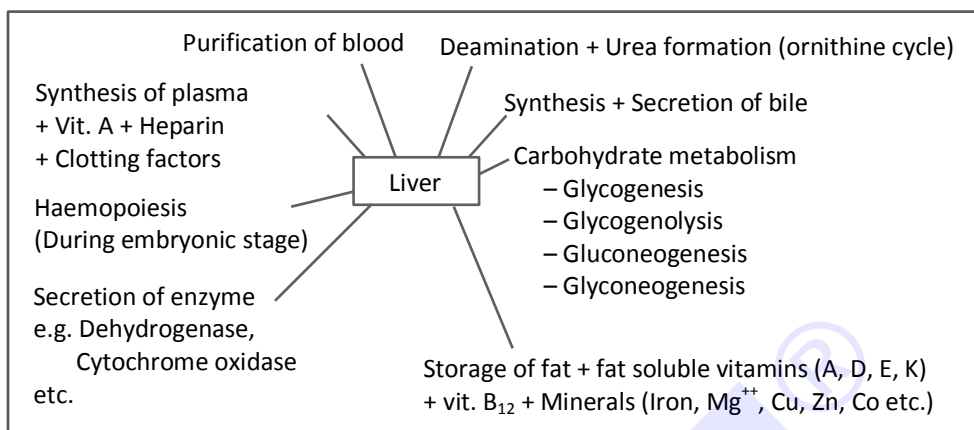 Purification of blood
Deamination + Urea formation (ornithine cycle)
Synthesis of plasma
+ Vit. A + Heparin
+ Clotting factors
Synthesis + Secretion of bile
Carbohydrate metabolism
– Glycogenesis
– Glycogenolysis
– Gluconeogenesis
– Glyconeogenesis
Liver
Haemopoiesis
(During embryonic stage)
Secretion of enzyme
e.g. Dehydrogenase,
Cytochrome oxidase
etc.
Storage of fat + fat soluble vitamins (A, D, E, K)
+ vit. B₁₂ + Minerals (Iron, Mg⁺⁺, Cu, Zn, Co etc.)
®